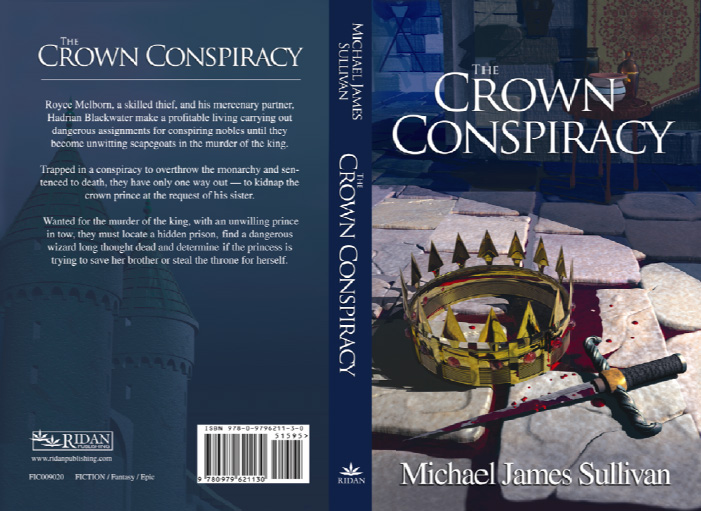 THE
CROWN CONSPIRACY
Royce Melborn, a skilled thief, and his mercenary partner,
Hadrian Blackwater make a profitable living carrying out
dangerous assignments for conspiring nobles until they
become unwitting scapegoats in the murder of the king.
Trapped in a conspiracy to overthrow the monarchy and sen-
tenced to death, they have only one way out — to kidnap the
crown prince at the request of his sister.
Wanted for the murder of the king, with an unwilling prince
in tow, they must locate a hidden prison, find a dangerous
wizard long thought dead and determine if the princess is
trying to save her brother or steal the throne for herself.
RIDAN
PUBLISHING
www.ridanpublishing.com
FIC009020 FICTION / Fantasy / Epic
ISBN 978-0-9796211-3-0
51595>
9 780979 621130
MICHAEL JAMES
SULLIVAN
THE
CROWN CONSPIRACY
RIDAN
THE
CROWN
CONSPIRACY
Michael James Sullivan